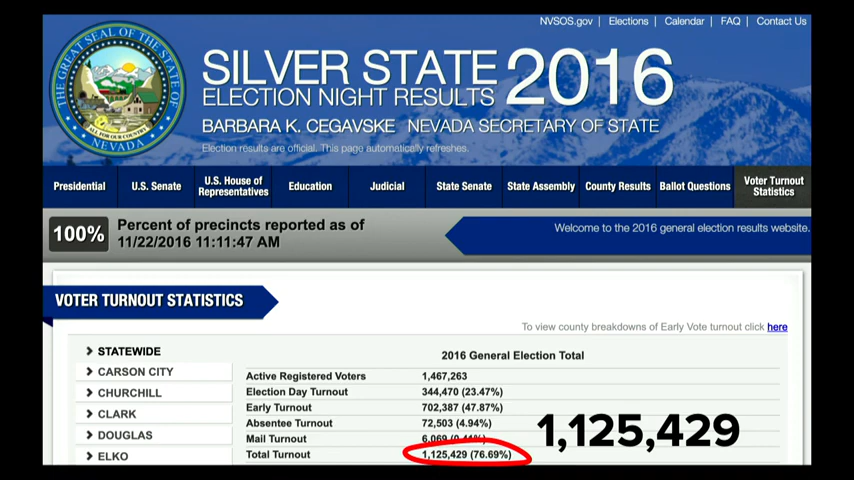 NVSOS.gov | Elections | Calendar | FAQ | Contact Us
THE GREAT SEAL OF THE STATE OF
ALL FOR OUR COUNTRY
NEVADA
SILVER STATE 2016
ELECTION NIGHT RESULTS
BARBARA K. CEGAVSKE NEVADA SECRETARY OF STATE
Election results are official. This page automatically refreshes.
Presidential
U.S. Senate
U.S. House of
Representatives
Education
Judicial
State Senate
State Assembly
County Results
Ballot Questions
Voter Turnout
Statistics
100%
Percent of precincts reported as of
11/22/2016 11:11:47 AM
Welcome to the 2016 general election results website.
VOTER TURNOUT STATISTICS
To view county breakdowns of Early Vote turnout click here
STATEWIDE
CARSON CITY
CHURCHILL
CLARK
DOUGLAS
ELKO
2016 General Election Total
Active Registered Voters 1,467,263
Election Day Turnout 344,470 (23.47%)
Early Turnout 702,387 (47.87%)
Absentee Turnout 72,503 (4.94%)
Mail Turnout 6,069 (0.41%)
Total Turnout 1,125,429 (76.69%)
1,125,429